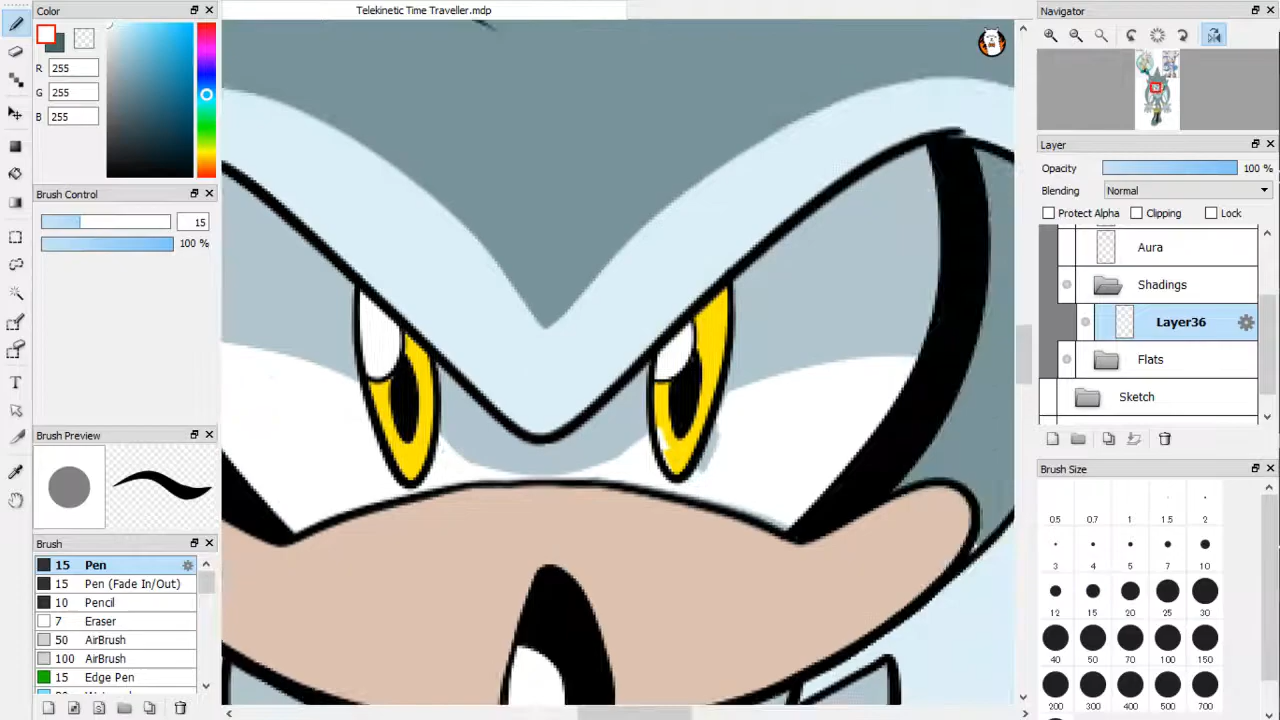 Color
Telekinetic Time Traveller.mdp
Navigator
R 255
G 255
B 255
Brush Control
15
100 %
Brush Preview
Brush
15 Pen
15 Pen (Fade In/Out)
10 Pencil
7 Eraser
50 AirBrush
100 AirBrush
15 Edge Pen
Layer
Opacity 100 %
Blending Normal
Protect Alpha Clipping Lock
Aura
Shadings
Layer36
Flats
Sketch
Brush Size
0.5 0.7 1 1.5 2
3 4 5 7 10
12 15 20 25 30
40 50 70 100 150
200 300 400 500 700